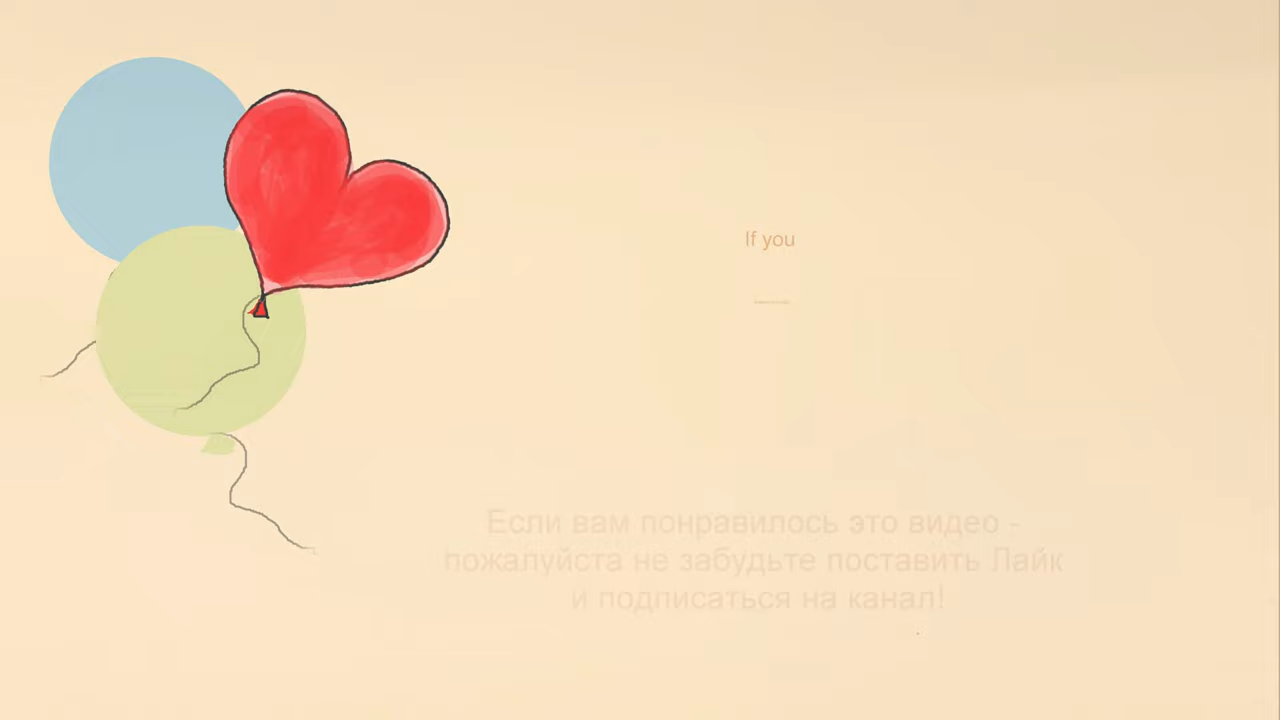 If you
Если вам понравилось это видео -
пожалуйста не забудьте поставить Лайк
и подписаться на канал!